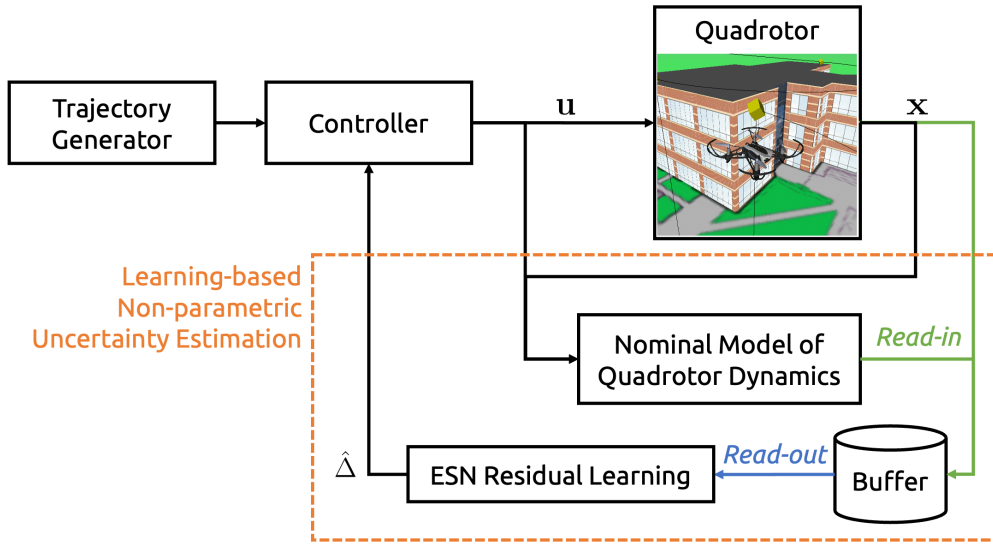 Quadrotor
Trajectory
Generator
Controller
𝐮
𝐱
Learning-based
Non-parametric
Uncertainty Estimation
Nominal Model of
Quadrotor Dynamics
Read-in
Δ̂
ESN Residual Learning
Read-out
Buffer